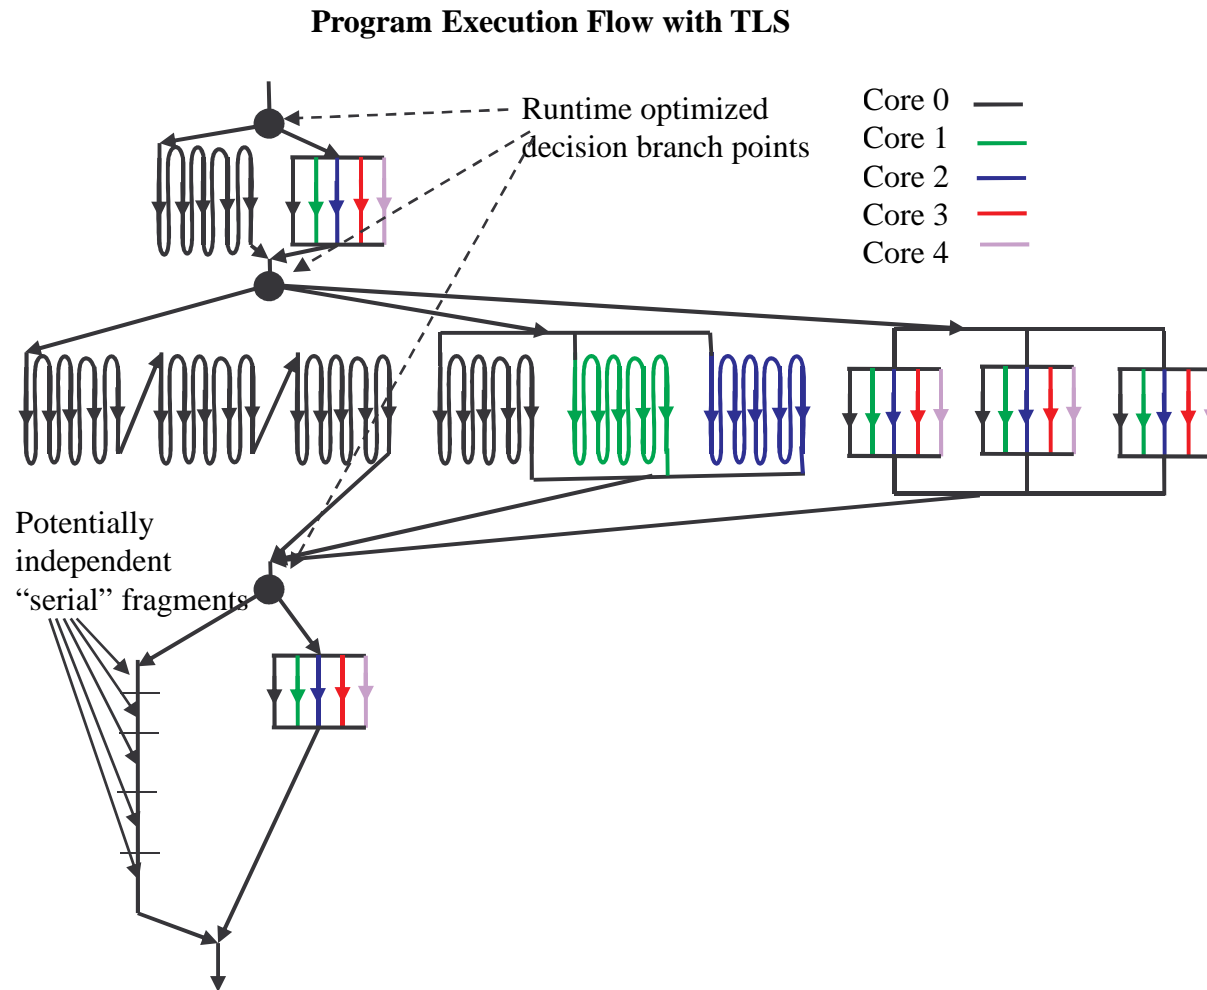 Program Execution Flow with TLS
Runtime optimized
decision branch points
Core 0
Core 1
Core 2
Core 3
Core 4
Potentially
independent
“serial” fragments